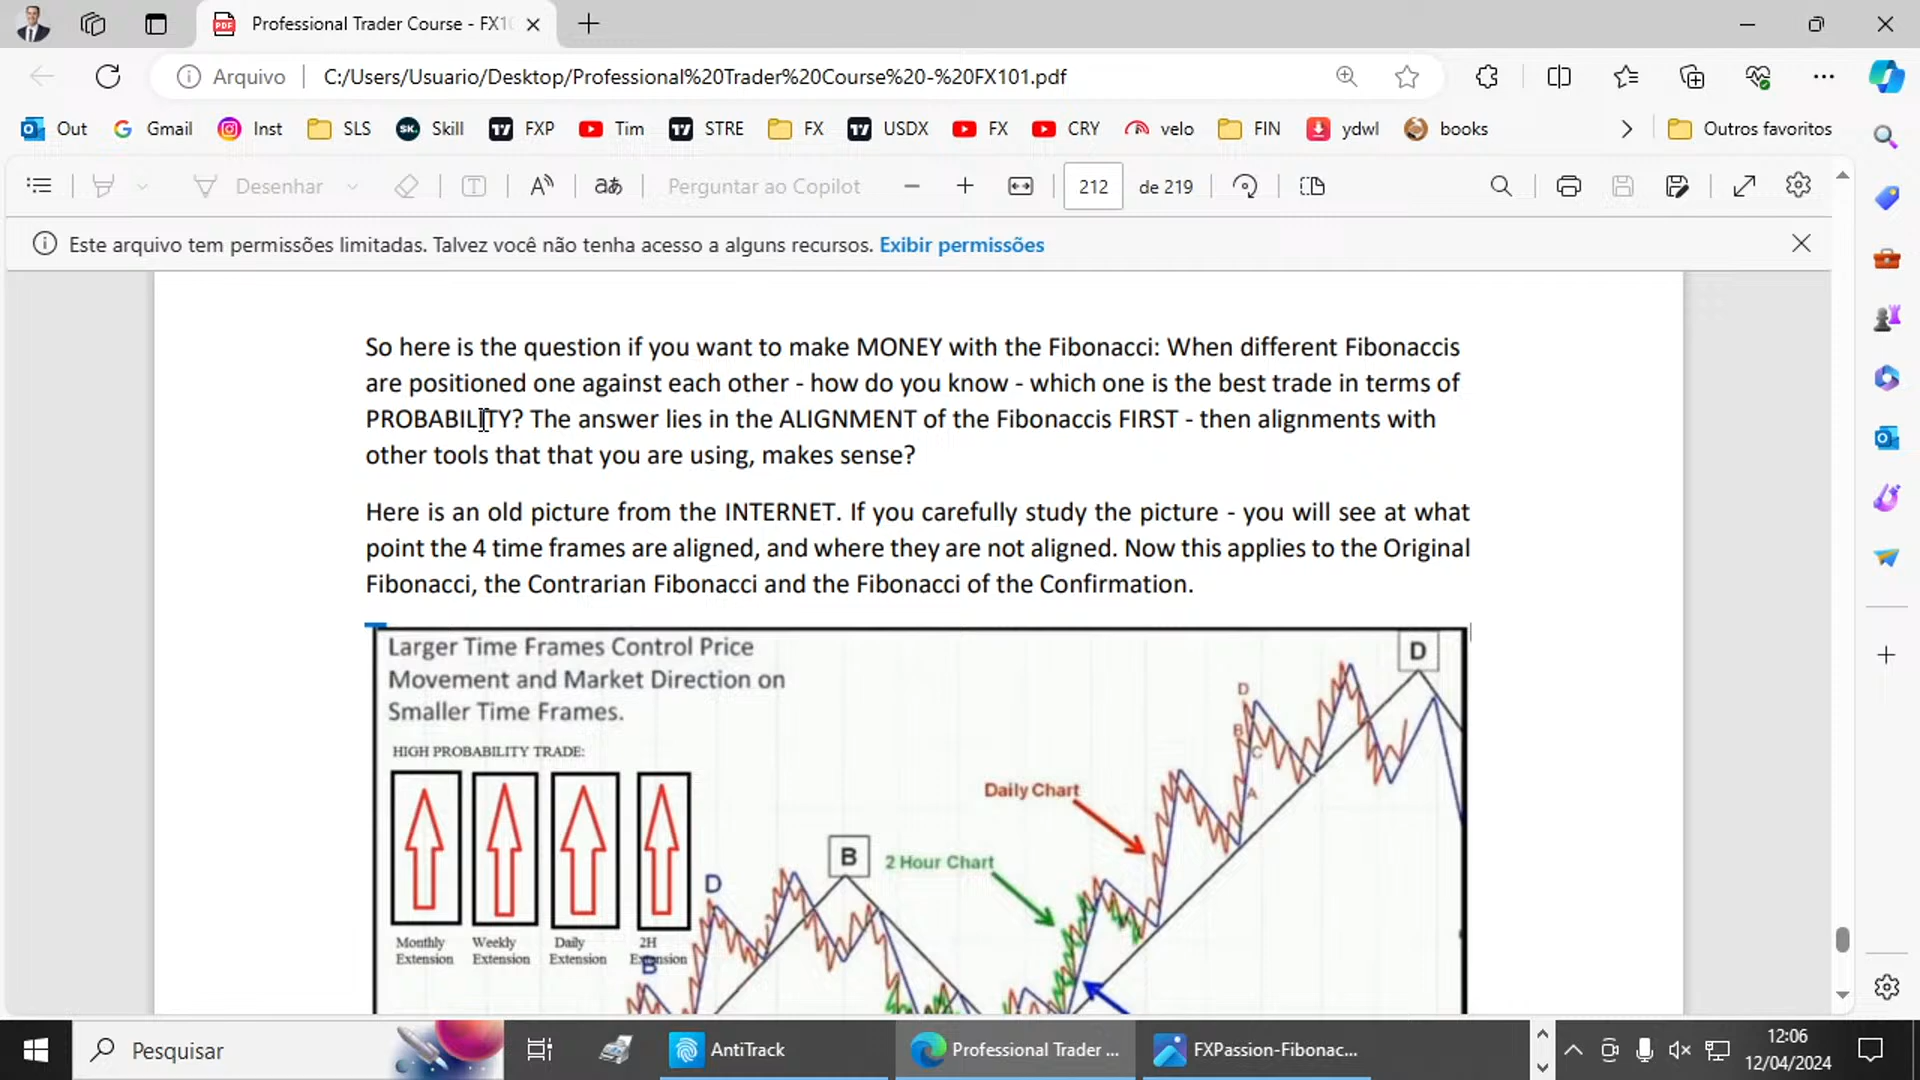 Professional Trader Course - FX10
Arquivo
C:/Users/Usuario/Desktop/Professional%20Trader%20Course%20-%20FX101.pdf
Out
Gmail
Inst
SLS
SK.
Skill
FXP
Tim
STRE
FX
USDX
FX
CRY
velo
FIN
ydwl
books
Outros favoritos
Desenhar
Perguntar ao Copilot
212
de 219
Este arquivo tem permissões limitadas. Talvez você não tenha acesso a alguns recursos. Exibir permissões
So here is the question if you want to make MONEY with the Fibonacci: When different Fibonaccis
are positioned one against each other - how do you know - which one is the best trade in terms of
PROBABILITY? The answer lies in the ALIGNMENT of the Fibonaccis FIRST - then alignments with
other tools that that you are using, makes sense?
Here is an old picture from the INTERNET. If you carefully study the picture - you will see at what
point the 4 time frames are aligned, and where they are not aligned. Now this applies to the Original
Fibonacci, the Contrarian Fibonacci and the Fibonacci of the Confirmation.
Larger Time Frames Control Price
Movement and Market Direction on
Smaller Time Frames.
HIGH PROBABILITY TRADE:
Monthly
Extension
Weekly
Extension
Daily
Extension
2H
Extension
B
D
B
2 Hour Chart
Daily Chart
D
B
C
A
D
Pesquisar
AntiTrack
Professional Trader ...
FXPassion-Fibonac...
12:06
12/04/2024